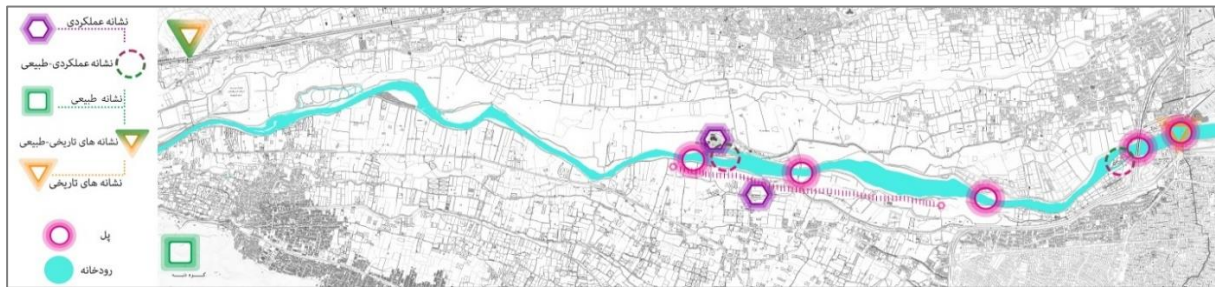 نشانه عملکردی
نشانه عملکردی-طبیعی
نشانه طبیعی
نشانه های تاریخی-طبیعی
نشانه های تاریخی
پل
رودخانه